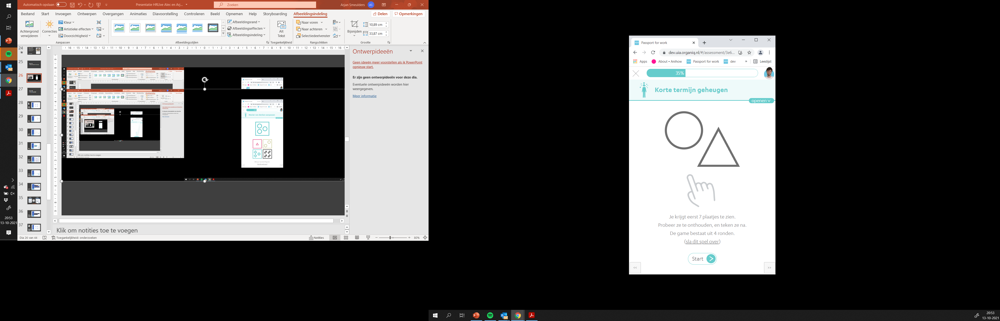 Automatisch opslaan
Presentatie HRLive Alec en Arj...
Zoeken
Arjan Smeulders
AS
Bestand Start Invoegen Ontwerpen Overgangen Animaties Diavoorstelling Controleren Beeld Opnemen Help Storyboarding Afbeeldingsindeling
Delen
Opmerkingen
Achtergrond verwijderen
Correcties
Kleur
Artistieke effecten
Doorzichtigheid
Aanpassen
Afbeeldingsstijlen
Afbeeldingsrand
Afbeeldingseffecten
Afbeeldingsindeling
Alt
Tekst
Toegankelijkheid
Naar voren
Naar achteren
Selectiedeelvenster
Rangschikken
Bijsnijden
10,89 cm
33,87 cm
Grootte
24
25
26
27
28
29
30
31
32
33
34
35
36
37
Manier van denken aanpassen
Ontwerpideeën
Geen ideeën meer voorstellen als ik PowerPoint
opnieuw start.
Er zijn geen ontwerpideeën voor deze dia.
Eventuele ontwerpideeën worden hier
weergegeven.
Meer informatie
Klik om notities toe te voegen
Dia 26 van 44
Toegankelijkheid: onderzoeken
Notities
80%
20:53
13-10-2021
Passport for work
dev.uia.organiq.nl/#/assessment/3e6...
Apps
About • Anihow
Passport for work
dev
»
Leeslijst
35%
Korte termijn geheugen
openen
Je krijgt eerst 7 plaatjes te zien.
Probeer ze te onthouden, en teken ze na.
De game bestaat uit 4 ronden.
(sla dit spel over)
Start
<<
>>
20:53
13-10-2021